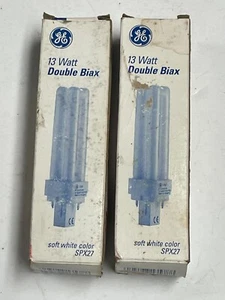 GE
13 Watt
Double Biax
soft white color
SPX27
GE
13 Watt
Double Biax
soft white color
SPX27